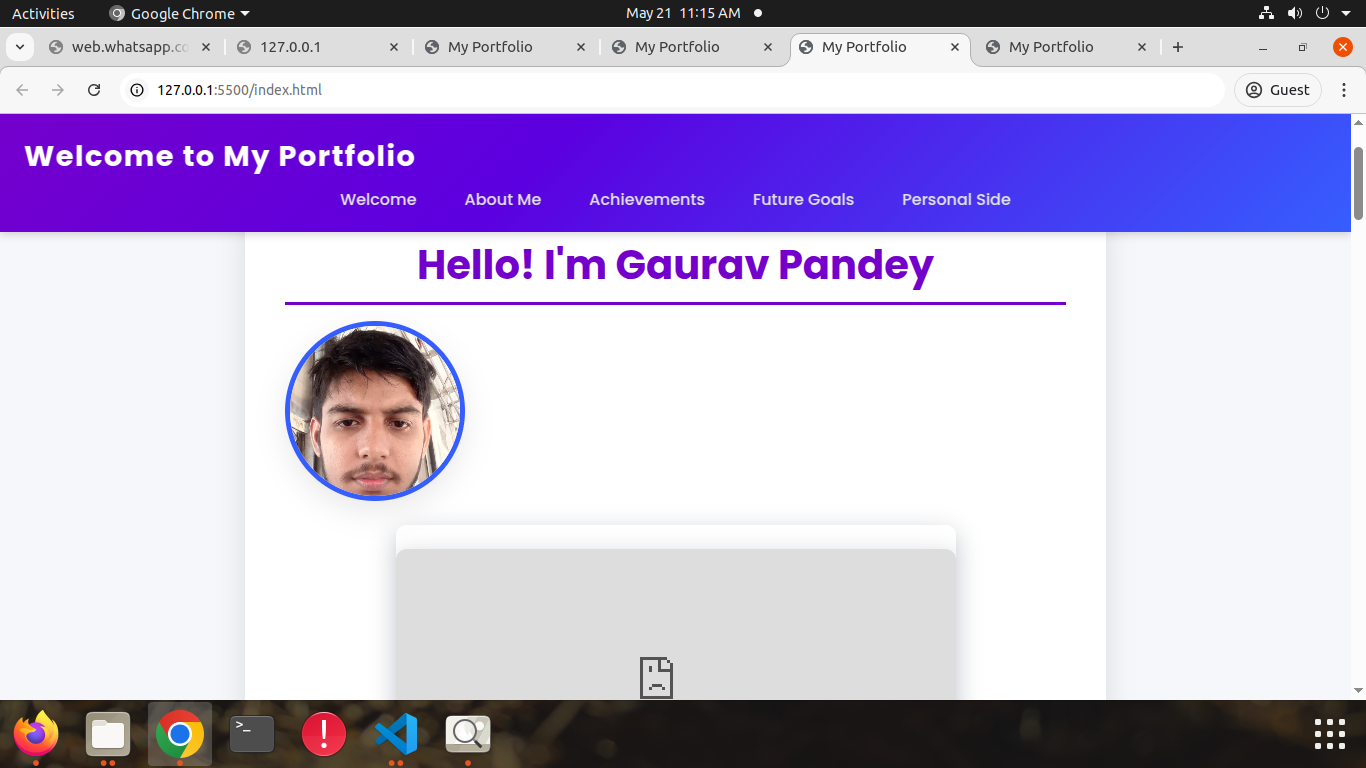 Activities
Google Chrome
May 21 11:15 AM
web.whatsapp.co
127.0.0.1
My Portfolio
My Portfolio
My Portfolio
My Portfolio
127.0.0.1:5500/index.html
Guest
Welcome to My Portfolio
Welcome
About Me
Achievements
Future Goals
Personal Side
Hello! I'm Gaurav Pandey